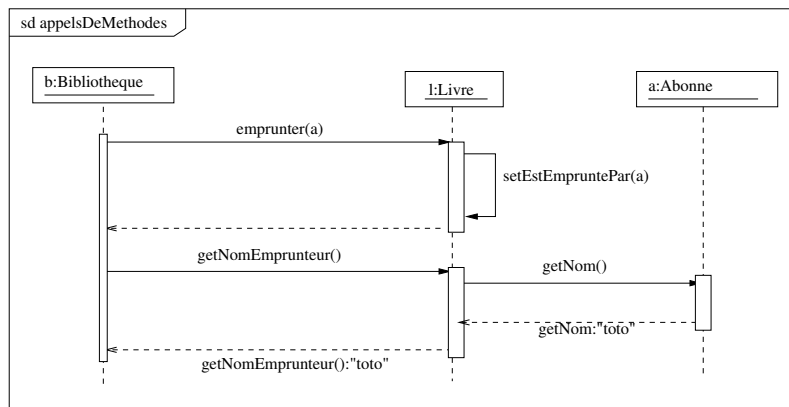 sd appelsDeMethodes
b:Bibliotheque
l:Livre
a:Abonne
emprunter(a)
setEstEmpruntePar(a)
getNomEmprunteur()
getNom()
getNom:"toto"
getNomEmprunteur():"toto"